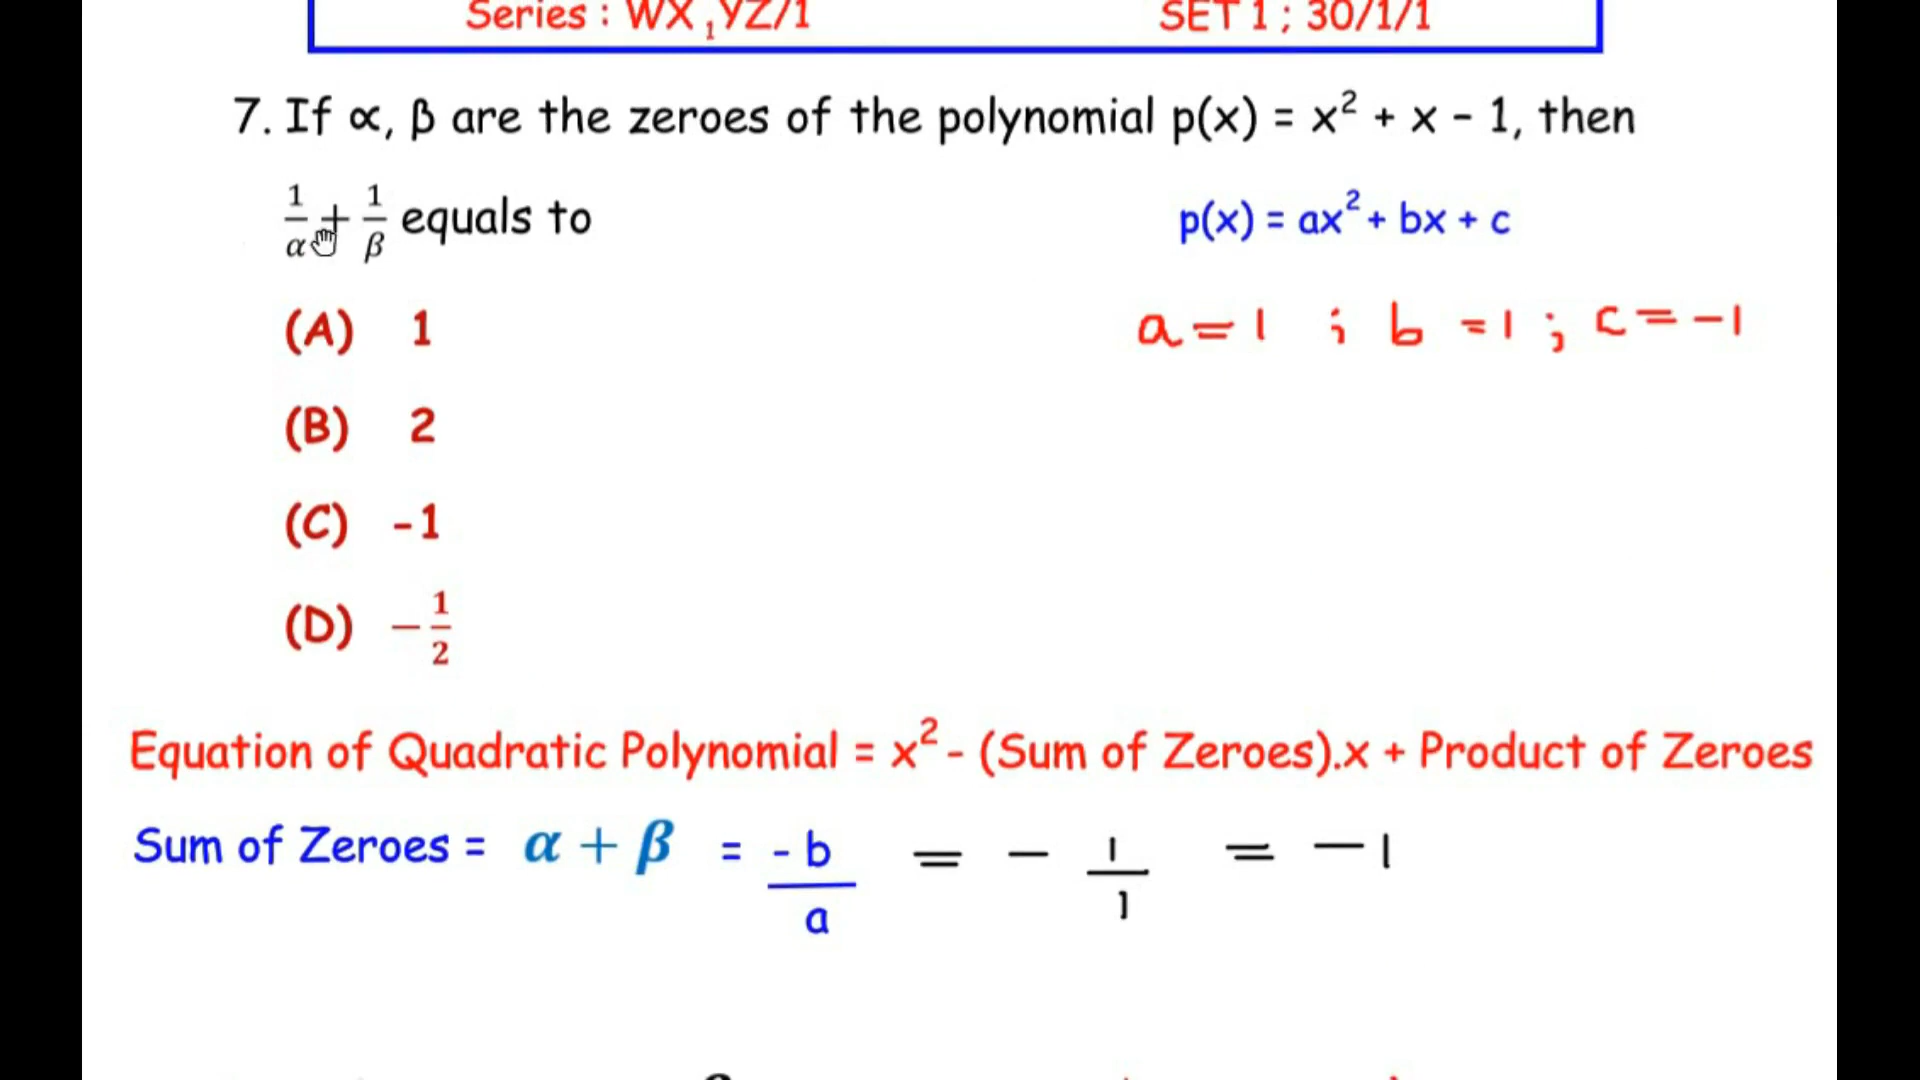 Series : WX₁YZ/1 SET 1 ; 30/1/1
7. If α, β are the zeroes of the polynomial p(x) = x² + x - 1, then
1/α + 1/β equals to
p(x) = ax² + bx + c
(A) 1
a = 1 ; b = 1 ; c = -1
(B) 2
(C) -1
(D) -1/2
Equation of Quadratic Polynomial = x² - (Sum of Zeroes).x + Product of Zeroes
Sum of Zeroes = α + β = -b/a = -1/1 = -1